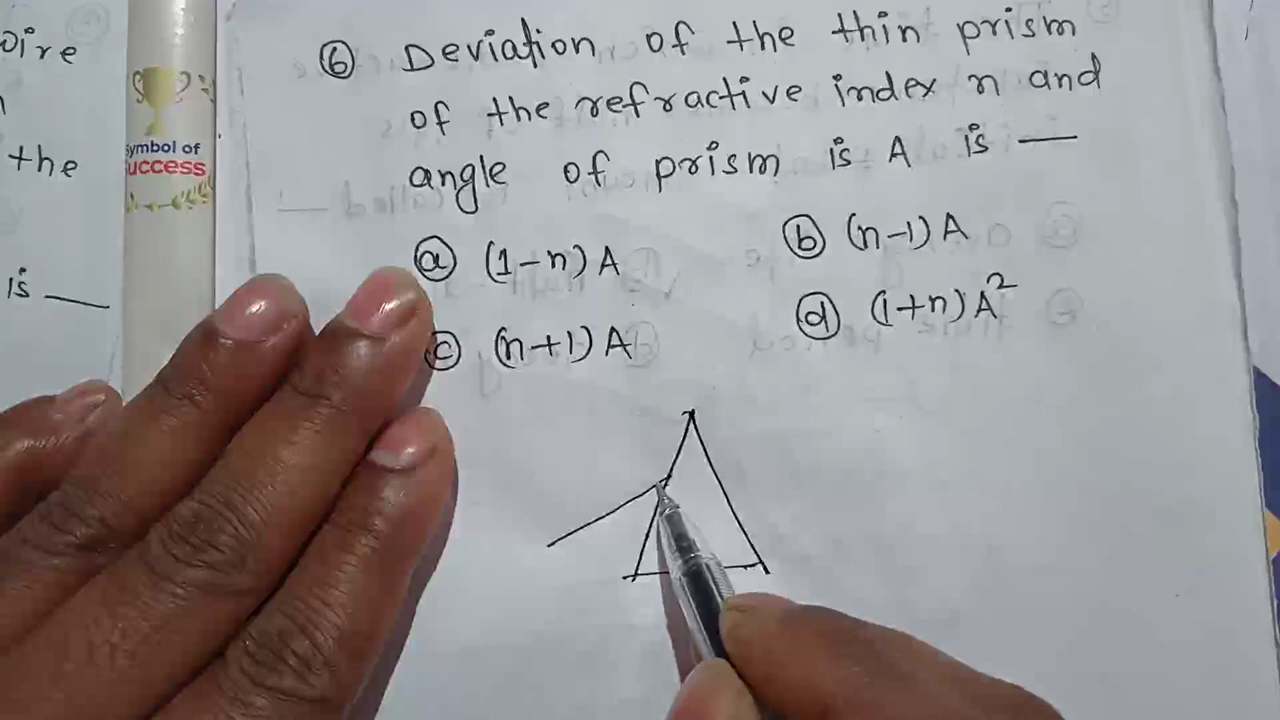 oire
the
is ___
Symbol of
Success
⑥ Deviation of the thin prism
of the refractive index n and
angle of prism is A is —
ⓐ (1-n) A
ⓑ (n-1) A
ⓒ (n+1) A
ⓓ (1+n) A²